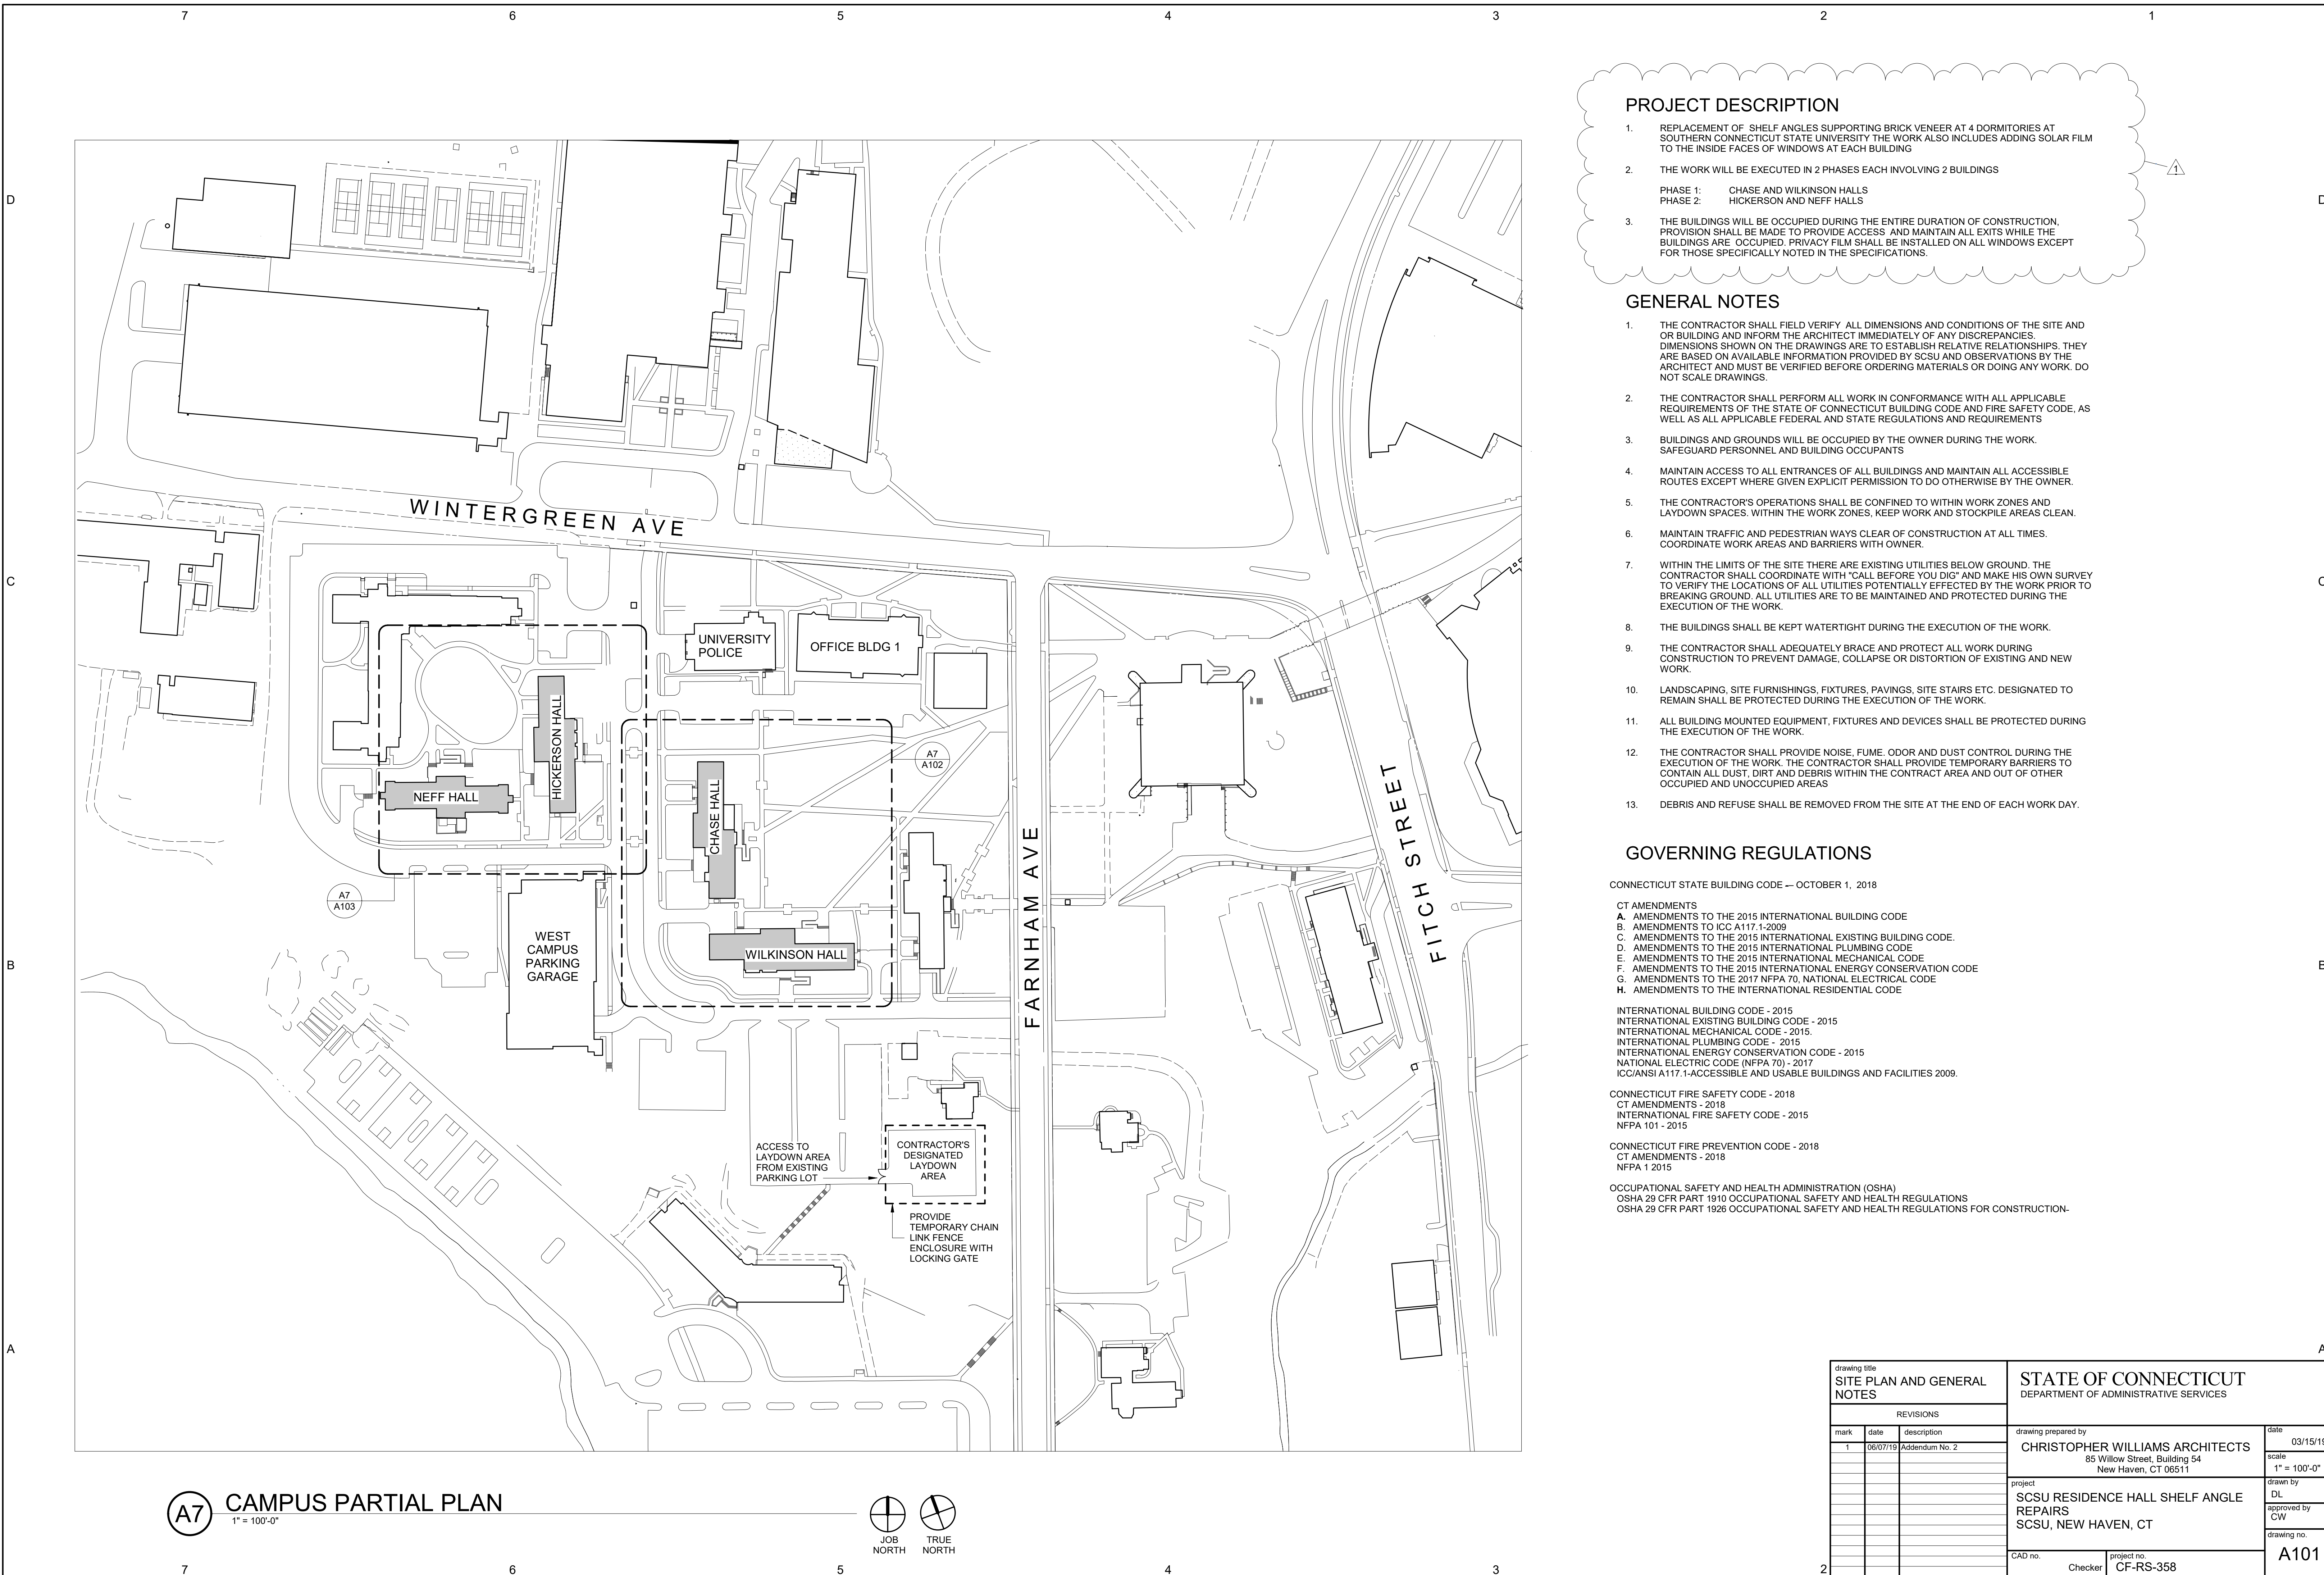 7 6 5 4 3 2 1
D
C
B
A
WINTERGREEN AVE
UNIVERSITY
POLICE
OFFICE BLDG 1
HICKERSON HALL
NEFF HALL
CHASE HALL
WILKINSON HALL
A7
A102
A7
A103
WEST
CAMPUS
PARKING
GARAGE
FARNHAM AVE
FITCH STREET
ACCESS TO
LAYDOWN AREA
FROM EXISTING
PARKING LOT
CONTRACTOR'S
DESIGNATED
LAYDOWN
AREA
PROVIDE
TEMPORARY CHAIN
LINK FENCE
ENCLOSURE WITH
LOCKING GATE
A7
CAMPUS PARTIAL PLAN
1" = 100'-0"
JOB
NORTH
TRUE
NORTH
PROJECT DESCRIPTION
1. REPLACEMENT OF SHELF ANGLES SUPPORTING BRICK VENEER AT 4 DORMITORIES AT
SOUTHERN CONNECTICUT STATE UNIVERSITY THE WORK ALSO INCLUDES ADDING SOLAR FILM
TO THE INSIDE FACES OF WINDOWS AT EACH BUILDING
2. THE WORK WILL BE EXECUTED IN 2 PHASES EACH INVOLVING 2 BUILDINGS
PHASE 1: CHASE AND WILKINSON HALLS
PHASE 2: HICKERSON AND NEFF HALLS
3. THE BUILDINGS WILL BE OCCUPIED DURING THE ENTIRE DURATION OF CONSTRUCTION,
PROVISION SHALL BE MADE TO PROVIDE ACCESS AND MAINTAIN ALL EXITS WHILE THE
BUILDINGS ARE OCCUPIED. PRIVACY FILM SHALL BE INSTALLED ON ALL WINDOWS EXCEPT
FOR THOSE SPECIFICALLY NOTED IN THE SPECIFICATIONS.
1
GENERAL NOTES
1. THE CONTRACTOR SHALL FIELD VERIFY ALL DIMENSIONS AND CONDITIONS OF THE SITE AND
OR BUILDING AND INFORM THE ARCHITECT IMMEDIATELY OF ANY DISCREPANCIES.
DIMENSIONS SHOWN ON THE DRAWINGS ARE TO ESTABLISH RELATIVE RELATIONSHIPS. THEY
ARE BASED ON AVAILABLE INFORMATION PROVIDED BY SCSU AND OBSERVATIONS BY THE
ARCHITECT AND MUST BE VERIFIED BEFORE ORDERING MATERIALS OR DOING ANY WORK. DO
NOT SCALE DRAWINGS.
2. THE CONTRACTOR SHALL PERFORM ALL WORK IN CONFORMANCE WITH ALL APPLICABLE
REQUIREMENTS OF THE STATE OF CONNECTICUT BUILDING CODE AND FIRE SAFETY CODE, AS
WELL AS ALL APPLICABLE FEDERAL AND STATE REGULATIONS AND REQUIREMENTS
3. BUILDINGS AND GROUNDS WILL BE OCCUPIED BY THE OWNER DURING THE WORK.
SAFEGUARD PERSONNEL AND BUILDING OCCUPANTS
4. MAINTAIN ACCESS TO ALL ENTRANCES OF ALL BUILDINGS AND MAINTAIN ALL ACCESSIBLE
ROUTES EXCEPT WHERE GIVEN EXPLICIT PERMISSION TO DO OTHERWISE BY THE OWNER.
5. THE CONTRACTOR'S OPERATIONS SHALL BE CONFINED TO WITHIN WORK ZONES AND
LAYDOWN SPACES. WITHIN THE WORK ZONES, KEEP WORK AND STOCKPILE AREAS CLEAN.
6. MAINTAIN TRAFFIC AND PEDESTRIAN WAYS CLEAR OF CONSTRUCTION AT ALL TIMES.
COORDINATE WORK AREAS AND BARRIERS WITH OWNER.
7. WITHIN THE LIMITS OF THE SITE THERE ARE EXISTING UTILITIES BELOW GROUND. THE
CONTRACTOR SHALL COORDINATE WITH "CALL BEFORE YOU DIG" AND MAKE HIS OWN SURVEY
TO VERIFY THE LOCATIONS OF ALL UTILITIES POTENTIALLY EFFECTED BY THE WORK PRIOR TO
BREAKING GROUND. ALL UTILITIES ARE TO BE MAINTAINED AND PROTECTED DURING THE
EXECUTION OF THE WORK.
8. THE BUILDINGS SHALL BE KEPT WATERTIGHT DURING THE EXECUTION OF THE WORK.
9. THE CONTRACTOR SHALL ADEQUATELY BRACE AND PROTECT ALL WORK DURING
CONSTRUCTION TO PREVENT DAMAGE, COLLAPSE OR DISTORTION OF EXISTING AND NEW
WORK.
10. LANDSCAPING, SITE FURNISHINGS, FIXTURES, PAVINGS, SITE STAIRS ETC. DESIGNATED TO
REMAIN SHALL BE PROTECTED DURING THE EXECUTION OF THE WORK.
11. ALL BUILDING MOUNTED EQUIPMENT, FIXTURES AND DEVICES SHALL BE PROTECTED DURING
THE EXECUTION OF THE WORK.
12. THE CONTRACTOR SHALL PROVIDE NOISE, FUME. ODOR AND DUST CONTROL DURING THE
EXECUTION OF THE WORK. THE CONTRACTOR SHALL PROVIDE TEMPORARY BARRIERS TO
CONTAIN ALL DUST, DIRT AND DEBRIS WITHIN THE CONTRACT AREA AND OUT OF OTHER
OCCUPIED AND UNOCCUPIED AREAS
13. DEBRIS AND REFUSE SHALL BE REMOVED FROM THE SITE AT THE END OF EACH WORK DAY.
GOVERNING REGULATIONS
CONNECTICUT STATE BUILDING CODE -– OCTOBER 1, 2018
CT AMENDMENTS
A. AMENDMENTS TO THE 2015 INTERNATIONAL BUILDING CODE
B. AMENDMENTS TO ICC A117.1-2009
C. AMENDMENTS TO THE 2015 INTERNATIONAL EXISTING BUILDING CODE.
D. AMENDMENTS TO THE 2015 INTERNATIONAL PLUMBING CODE
E. AMENDMENTS TO THE 2015 INTERNATIONAL MECHANICAL CODE
F. AMENDMENTS TO THE 2015 INTERNATIONAL ENERGY CONSERVATION CODE
G. AMENDMENTS TO THE 2017 NFPA 70, NATIONAL ELECTRICAL CODE
H. AMENDMENTS TO THE INTERNATIONAL RESIDENTIAL CODE
INTERNATIONAL BUILDING CODE - 2015
INTERNATIONAL EXISTING BUILDING CODE - 2015
INTERNATIONAL MECHANICAL CODE - 2015.
INTERNATIONAL PLUMBING CODE - 2015
INTERNATIONAL ENERGY CONSERVATION CODE - 2015
NATIONAL ELECTRIC CODE (NFPA 70) - 2017
ICC/ANSI A117.1-ACCESSIBLE AND USABLE BUILDINGS AND FACILITIES 2009.
CONNECTICUT FIRE SAFETY CODE - 2018
CT AMENDMENTS - 2018
INTERNATIONAL FIRE SAFETY CODE - 2015
NFPA 101 - 2015
CONNECTICUT FIRE PREVENTION CODE - 2018
CT AMENDMENTS - 2018
NFPA 1 2015
OCCUPATIONAL SAFETY AND HEALTH ADMINISTRATION (OSHA)
OSHA 29 CFR PART 1910 OCCUPATIONAL SAFETY AND HEALTH REGULATIONS
OSHA 29 CFR PART 1926 OCCUPATIONAL SAFETY AND HEALTH REGULATIONS FOR CONSTRUCTION-
drawing title
SITE PLAN AND GENERAL
NOTES
REVISIONS
mark date description
1 06/07/19 Addendum No. 2
STATE OF CONNECTICUT
DEPARTMENT OF ADMINISTRATIVE SERVICES
drawing prepared by
CHRISTOPHER WILLIAMS ARCHITECTS
85 Willow Street, Building 54
New Haven, CT 06511
project
SCSU RESIDENCE HALL SHELF ANGLE
REPAIRS
SCSU, NEW HAVEN, CT
CAD no.
Checker
project no.
CF-RS-358
date
03/15/19
scale
1" = 100'-0"
drawn by
DL
approved by
CW
drawing no.
A101
D
C
B
A
7 6 5 4 3 2